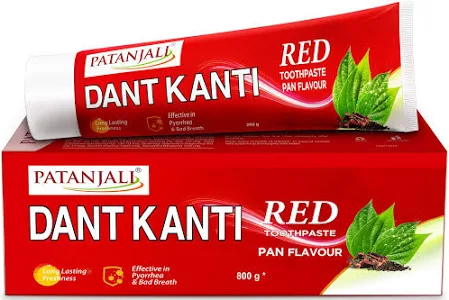 PATANJALI®
DANT KANTI
RED
TOOTHPASTE
PAN FLAVOUR
Long Lasting
Freshness
Effective in
Pyorrhea
& Bad Breath
200 g
PATANJALI®
DANT KANTI
RED
TOOTHPASTE
PAN FLAVOUR
Long Lasting
Freshness
Effective in
Pyorrhea
& Bad Breath
800 g *